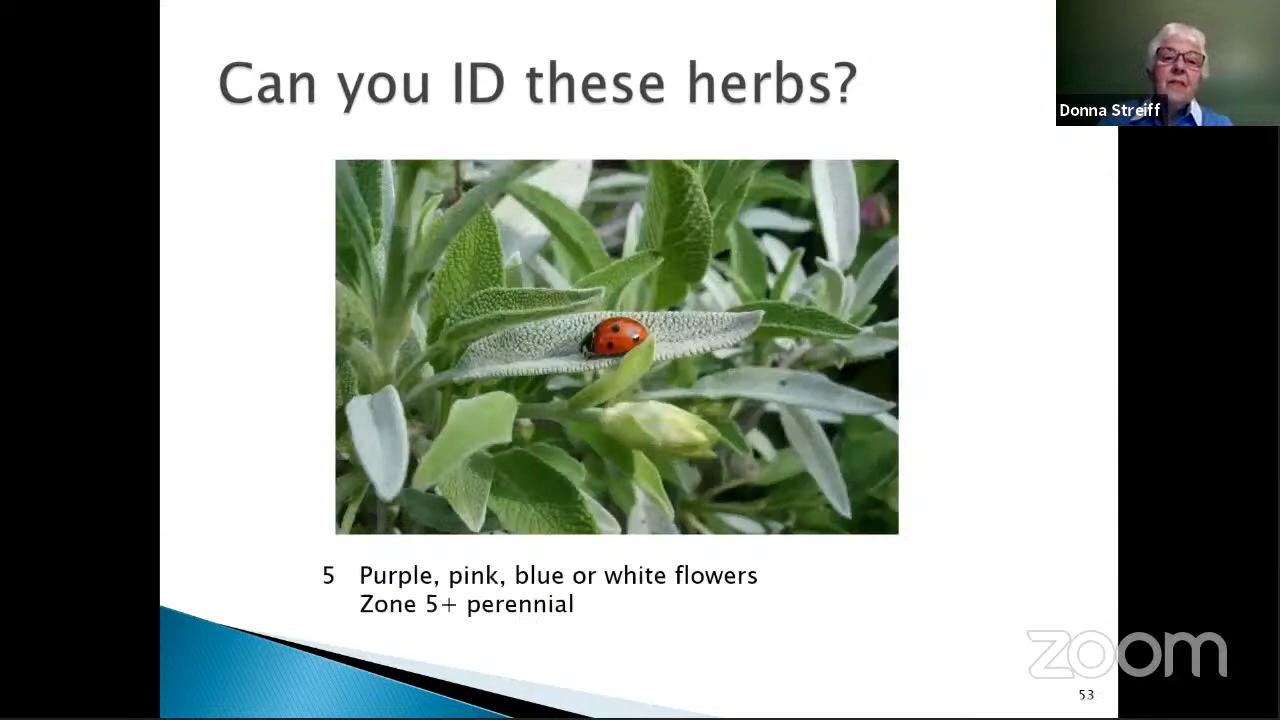 Can you ID these herbs?
Donna Streiff
5 Purple, pink, blue or white flowers
Zone 5+ perennial
zoom
53